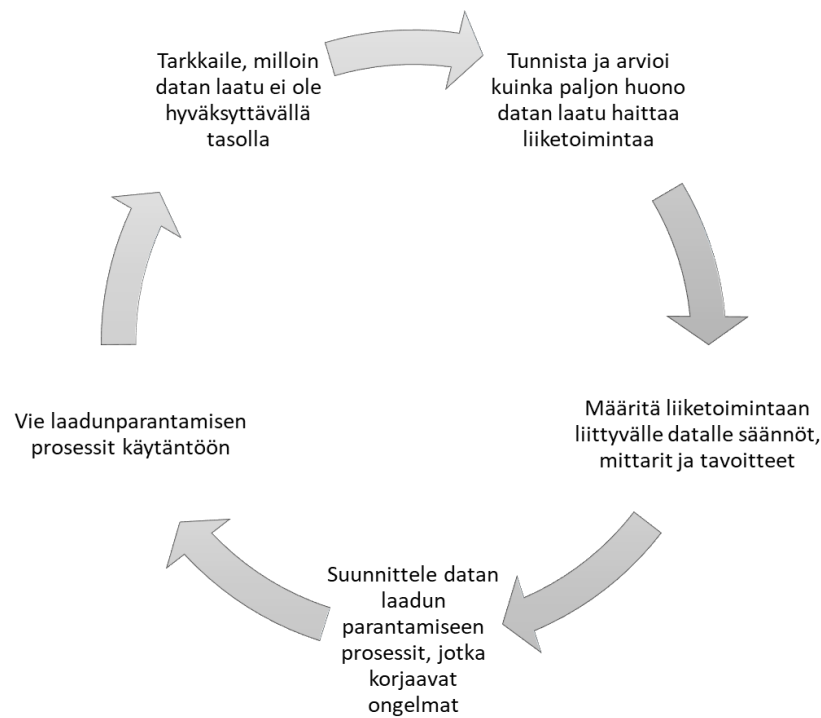 Tarkkaile, milloin
datan laatu ei ole
hyväksyttävällä
tasolla
Tunnista ja arvioi
kuinka paljon huono
datan laatu haittaa
liiketoimintaa
Määritä liiketoimintaan
liittyvälle datalle säännöt,
mittarit ja tavoitteet
Suunnittele datan
laadun
parantamiseen
prosessit, jotka
korjaavat
ongelmat
Vie laadunparantamisen
prosessit käytäntöön